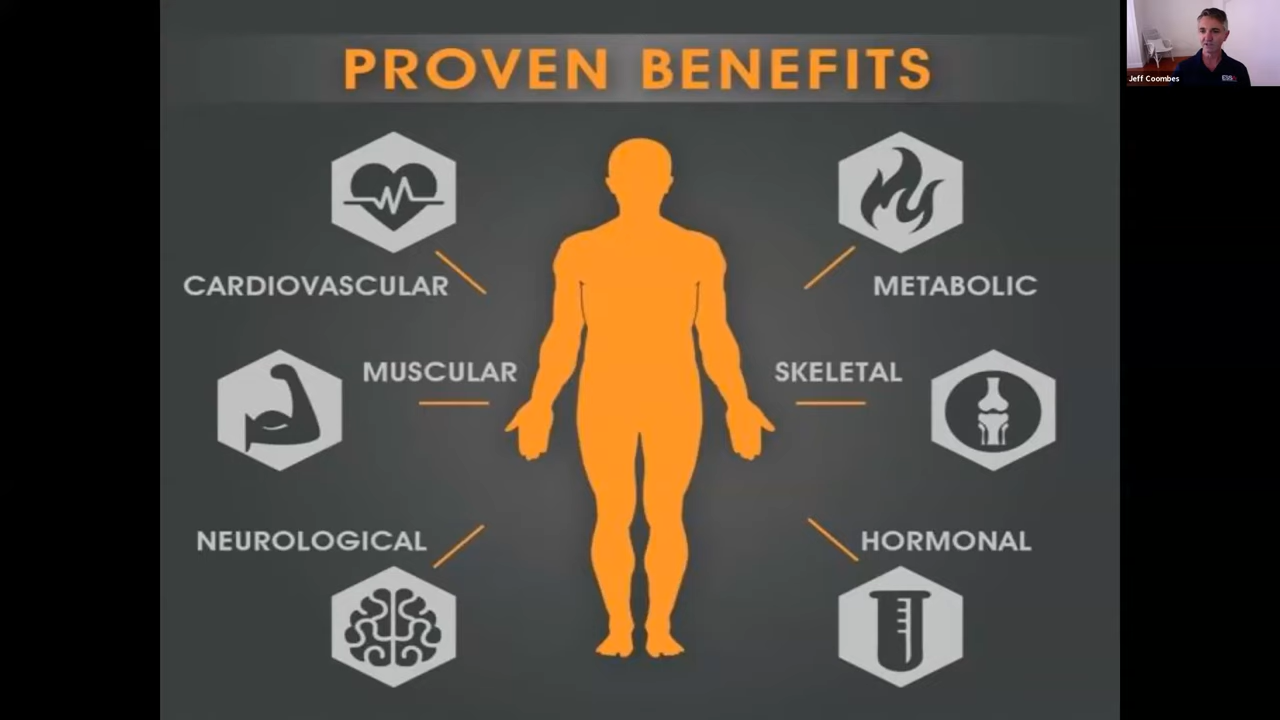 PROVEN BENEFITS
Jeff Coombes
CARDIOVASCULAR
METABOLIC
MUSCULAR
SKELETAL
NEUROLOGICAL
HORMONAL